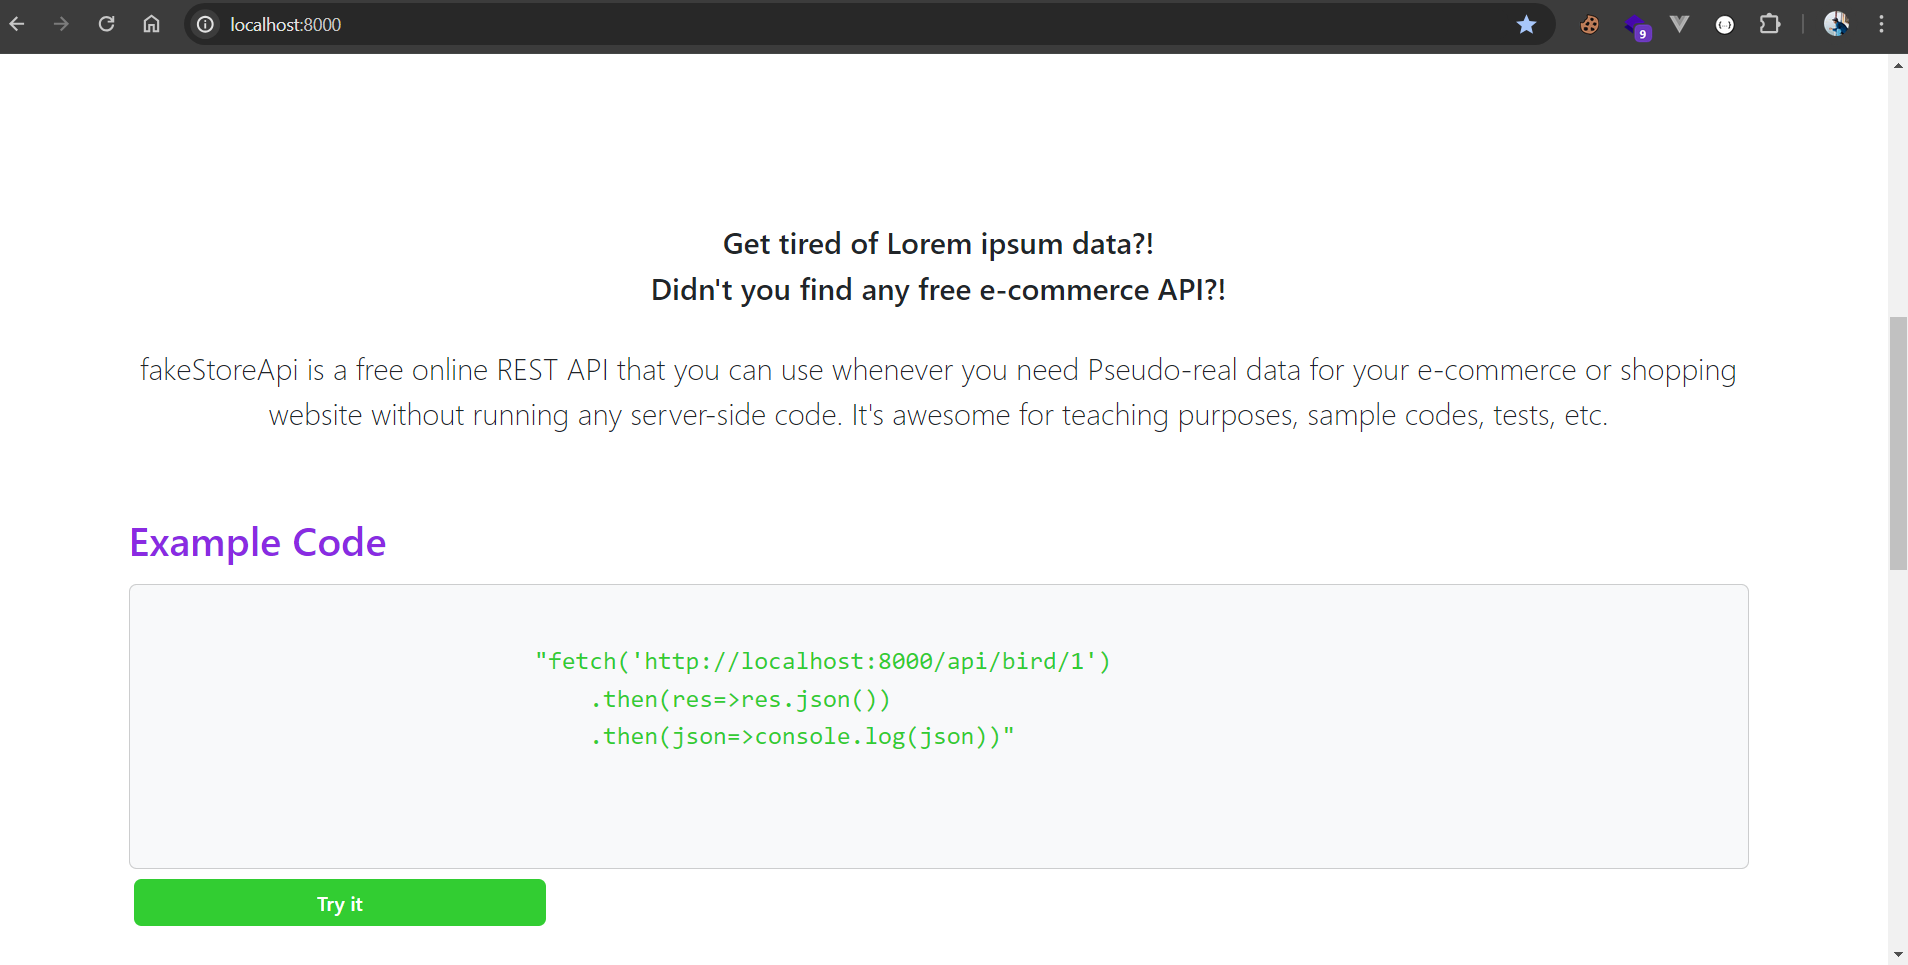 localhost:8000
9
Get tired of Lorem ipsum data?!
Didn't you find any free e-commerce API?!
fakeStoreApi is a free online REST API that you can use whenever you need Pseudo-real data for your e-commerce or shopping
website without running any server-side code. It's awesome for teaching purposes, sample codes, tests, etc.
Example Code
"fetch('http://localhost:8000/api/bird/1')
.then(res=>res.json())
.then(json=>console.log(json))"
Try it